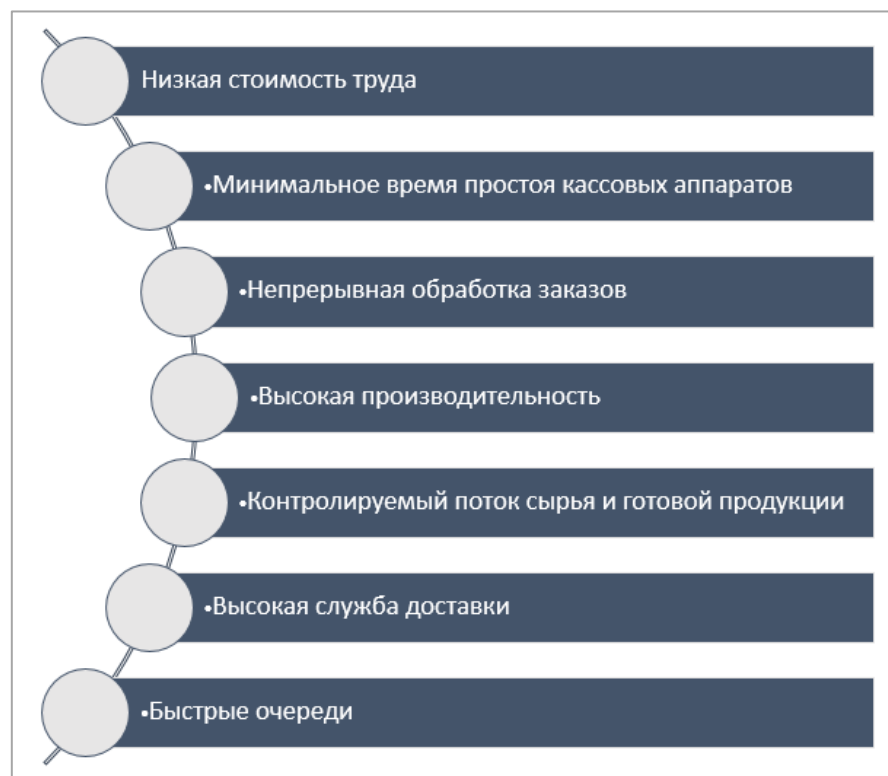 Низкая стоимость труда
•Минимальное время простоя кассовых аппаратов
•Непрерывная обработка заказов
•Высокая производительность
•Контролируемый поток сырья и готовой продукции
•Высокая служба доставки
•Быстрые очереди